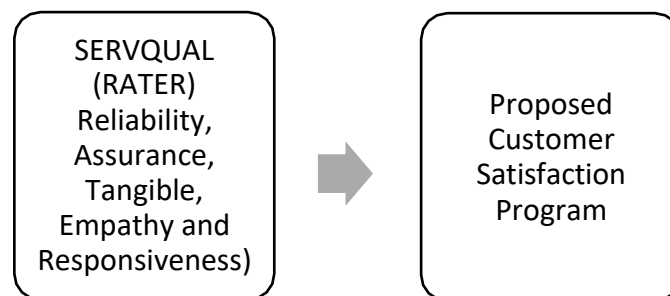 SERVQUAL
(RATER)
Reliability,
Assurance,
Tangible,
Empathy and
Responsiveness)
Proposed
Customer
Satisfaction
Program